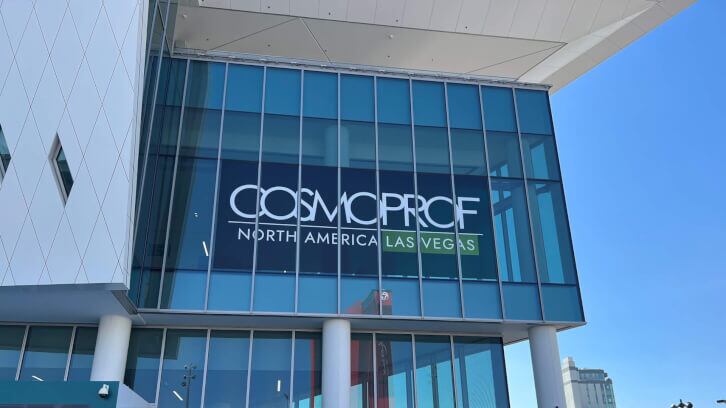 COSMOPROF
NORTH AMERICA LAS VEGAS